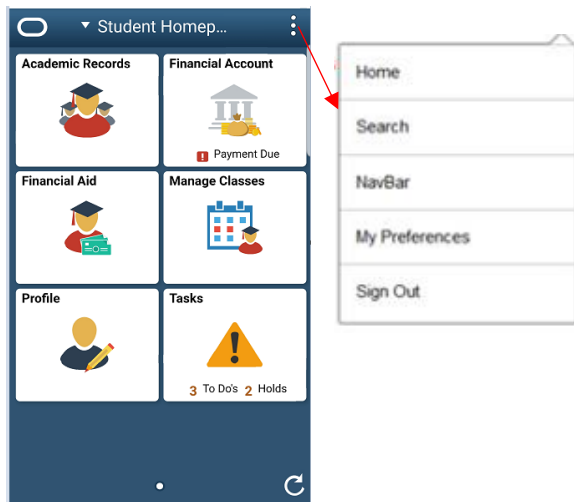 Student Homep...
Academic Records
Financial Account
! Payment Due
Financial Aid
Manage Classes
Profile
Tasks
3 To Do's 2 Holds
Home
Search
NavBar
My Preferences
Sign Out